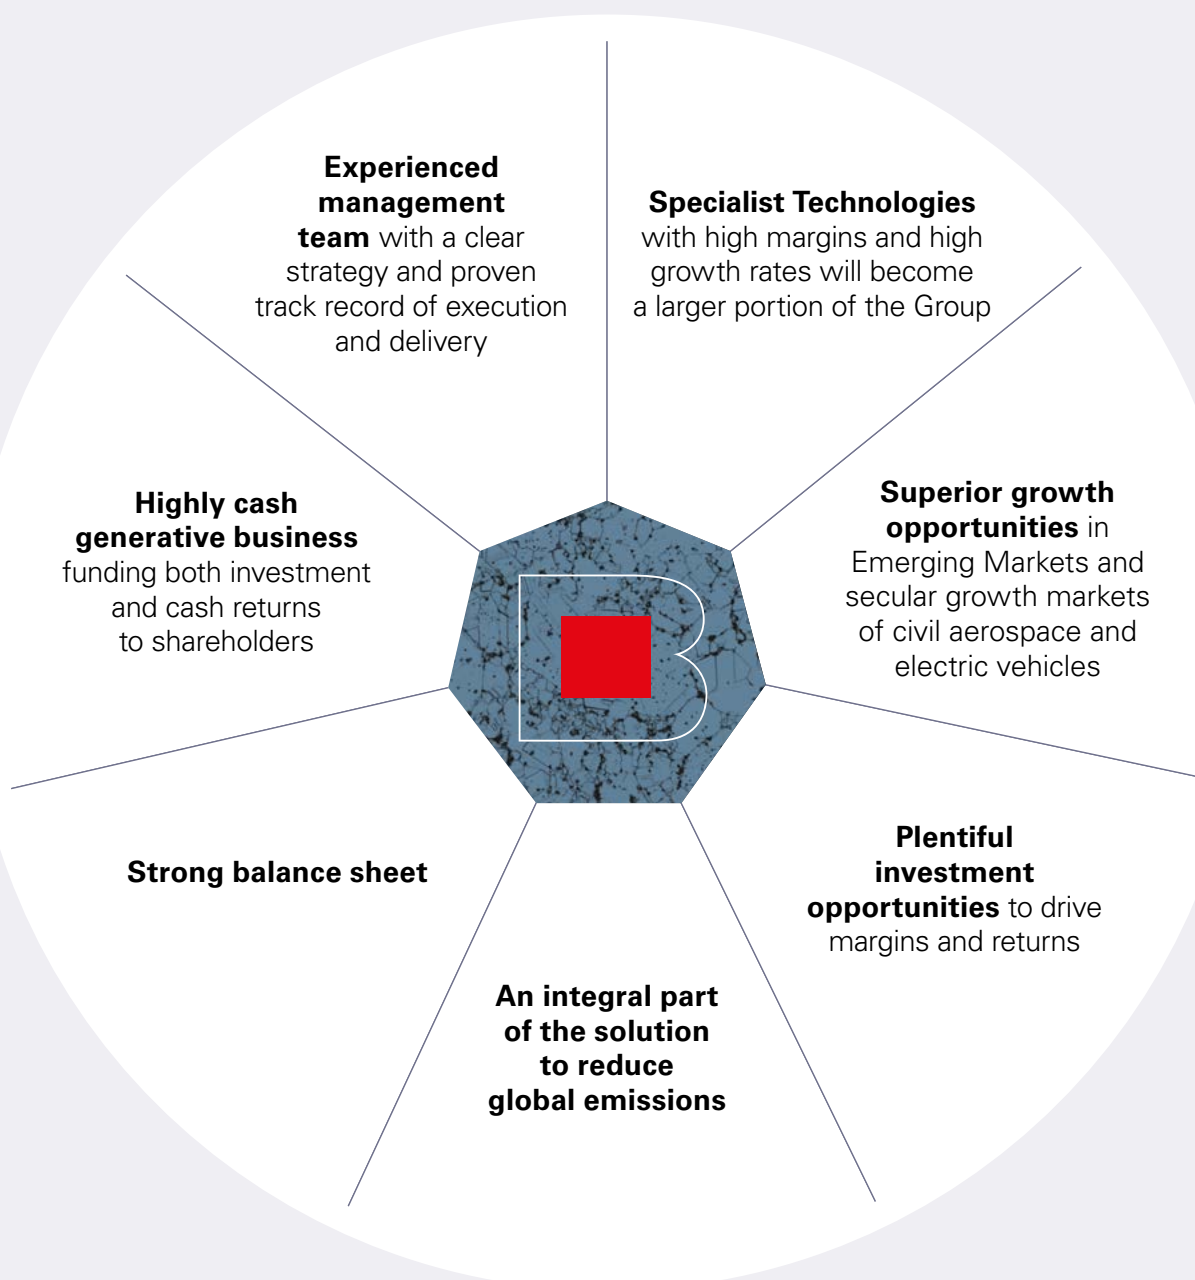 Experienced
management
team with a clear
strategy and proven
track record of execution
and delivery
Specialist Technologies
with high margins and high
growth rates will become
a larger portion of the Group
Superior growth
opportunities in
Emerging Markets and
secular growth markets
of civil aerospace and
electric vehicles
Plentiful
investment
opportunities to drive
margins and returns
An integral part
of the solution
to reduce
global emissions
Strong balance sheet
Highly cash
generative business
funding both investment
and cash returns
to shareholders
B